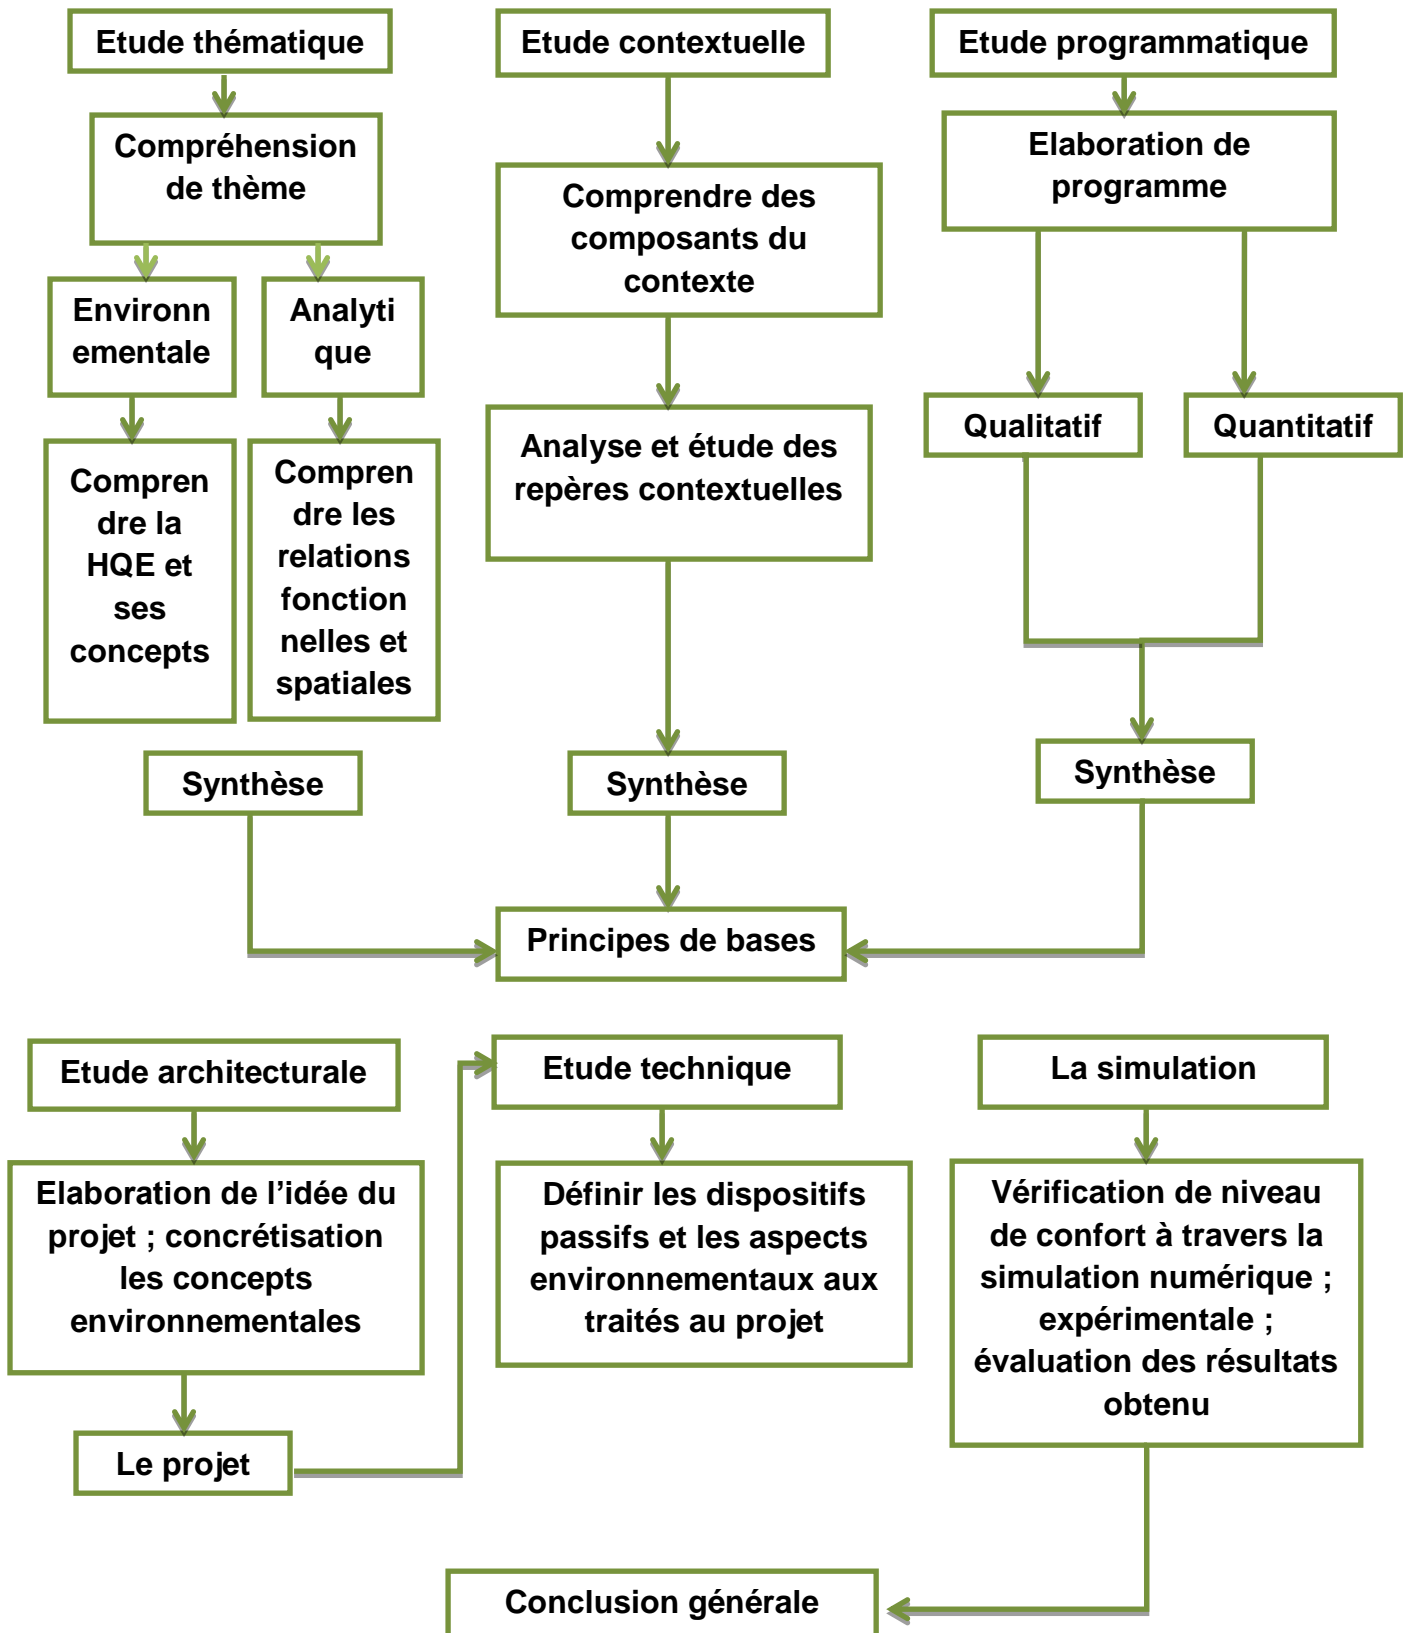 Etude thématique
Etude contextuelle
Etude programmatique
Compréhension
de thème
Comprendre des
composants du
contexte
Elaboration de
programme
Environn
ementale
Analyti
que
Analyse et étude des
repères contextuelles
Qualitatif
Quantitatif
Compren
dre la
HQE et
ses
concepts
Compren
dre les
relations
fonction
nelles et
spatiales
Synthèse
Synthèse
Synthèse
Principes de bases
Etude architecturale
Etude technique
La simulation
Elaboration de l’idée du
projet ; concrétisation
les concepts
environnementales
Définir les dispositifs
passifs et les aspects
environnementaux aux
traités au projet
Vérification de niveau
de confort à travers la
simulation numérique ;
expérimentale ;
évaluation des résultats
obtenu
Le projet
Conclusion générale